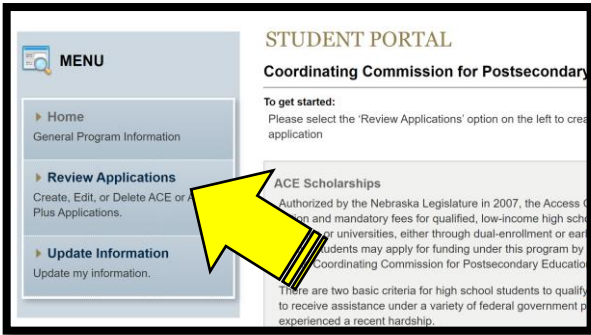 MENU
Home
General Program Information
Review Applications
Create, Edit, or Delete ACE or
Plus Applications.
Update Information
Update my information.
STUDENT PORTAL
Coordinating Commission for Postsecondary
To get started:
Please select the 'Review Applications' option on the left to
application
ACE Scholarships
Authorized by the Nebraska Legislature in 2007, the Access
and mandatory fees for qualified, low-income high
or universities, either through dual-enrollment or
may apply for funding under this program by
Coordinating Commission for Postsecondary
There are two basic criteria for high school students to qualify
to receive assistance under a variety of federal government
experienced a recent hardship.